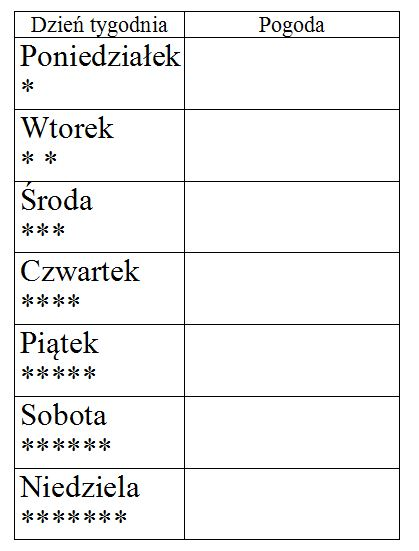 Dzień tygodnia Pogoda
Poniedziałek
*
Wtorek
* *
Środa
***
Czwartek
****
Piątek
*****
Sobota
******
Niedziela
*******